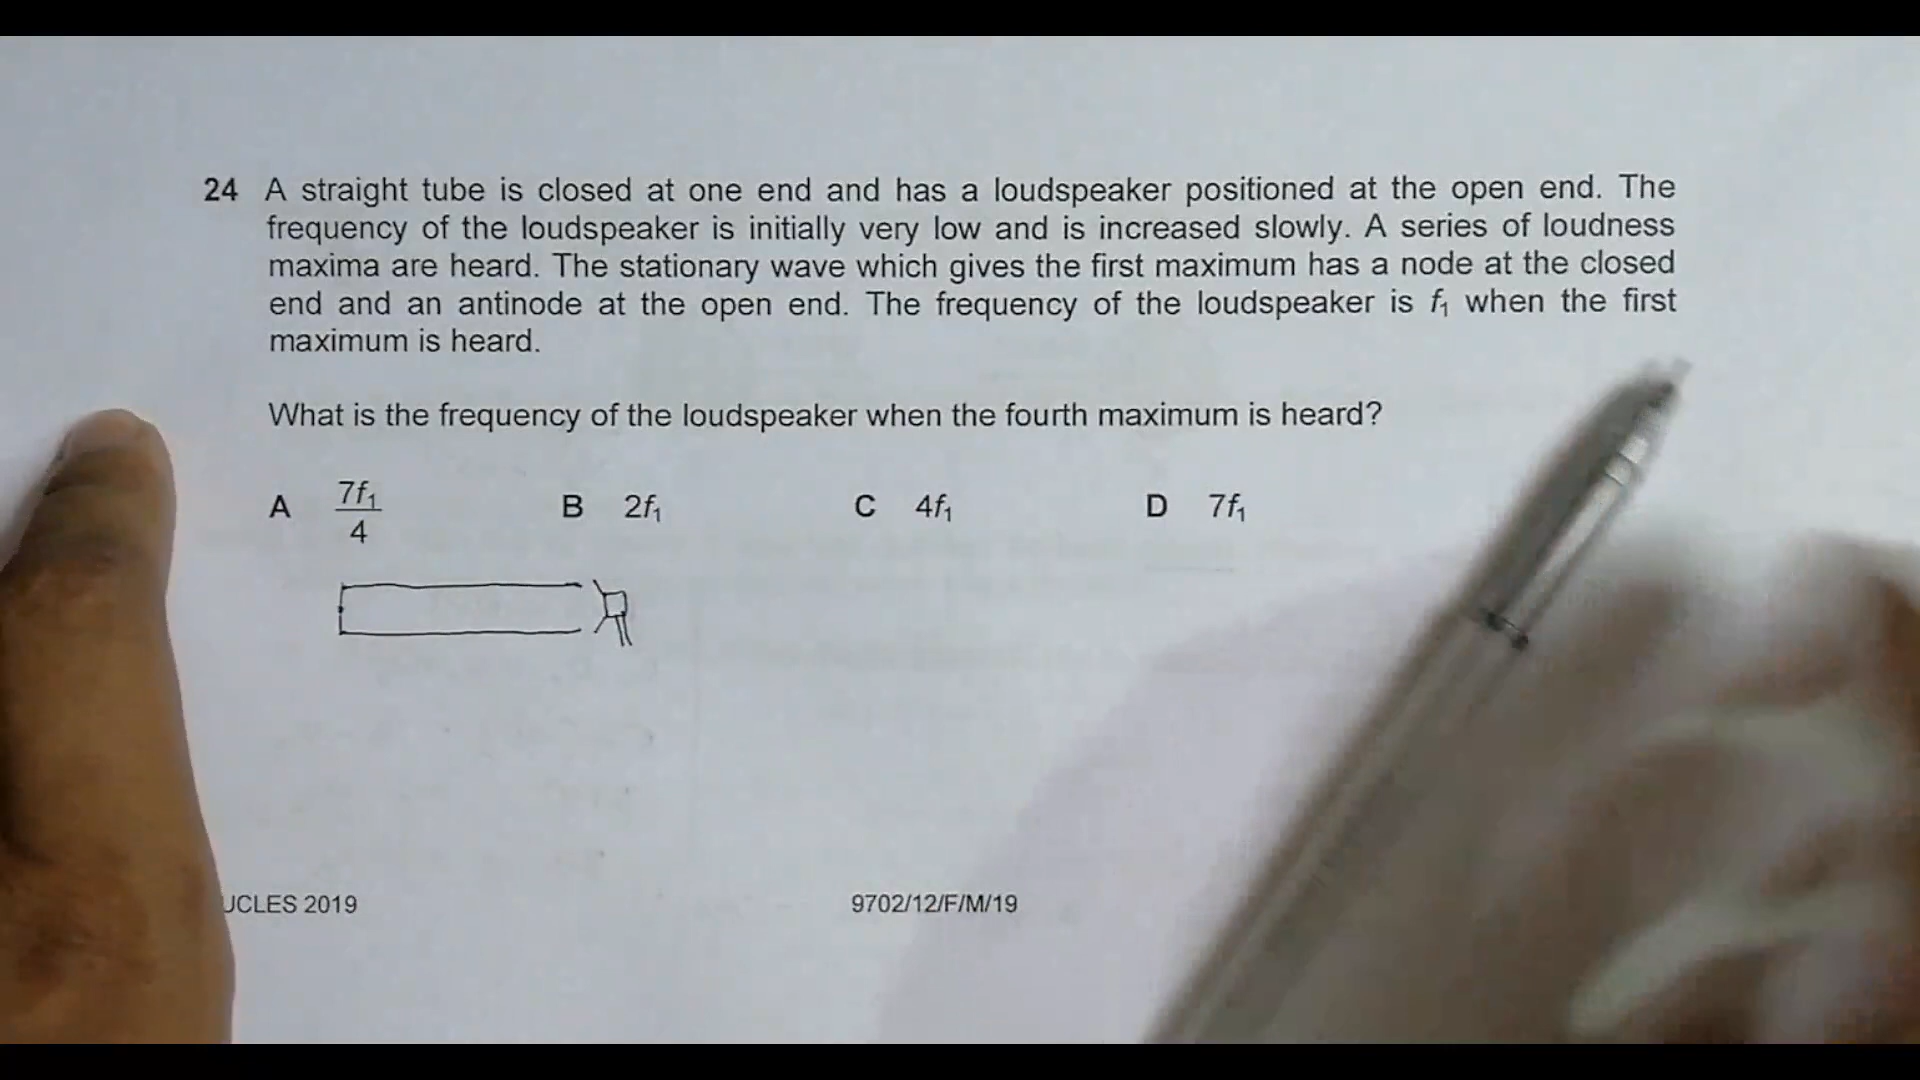 24 A straight tube is closed at one end and has a loudspeaker positioned at the open end. The
frequency of the loudspeaker is initially very low and is increased slowly. A series of loudness
maxima are heard. The stationary wave which gives the first maximum has a node at the closed
end and an antinode at the open end. The frequency of the loudspeaker is f₁ when the first
maximum is heard.
What is the frequency of the loudspeaker when the fourth maximum is heard?
A 7f₁/4 B 2f₁ C 4f₁ D 7f₁
UCLES 2019 9702/12/F/M/19